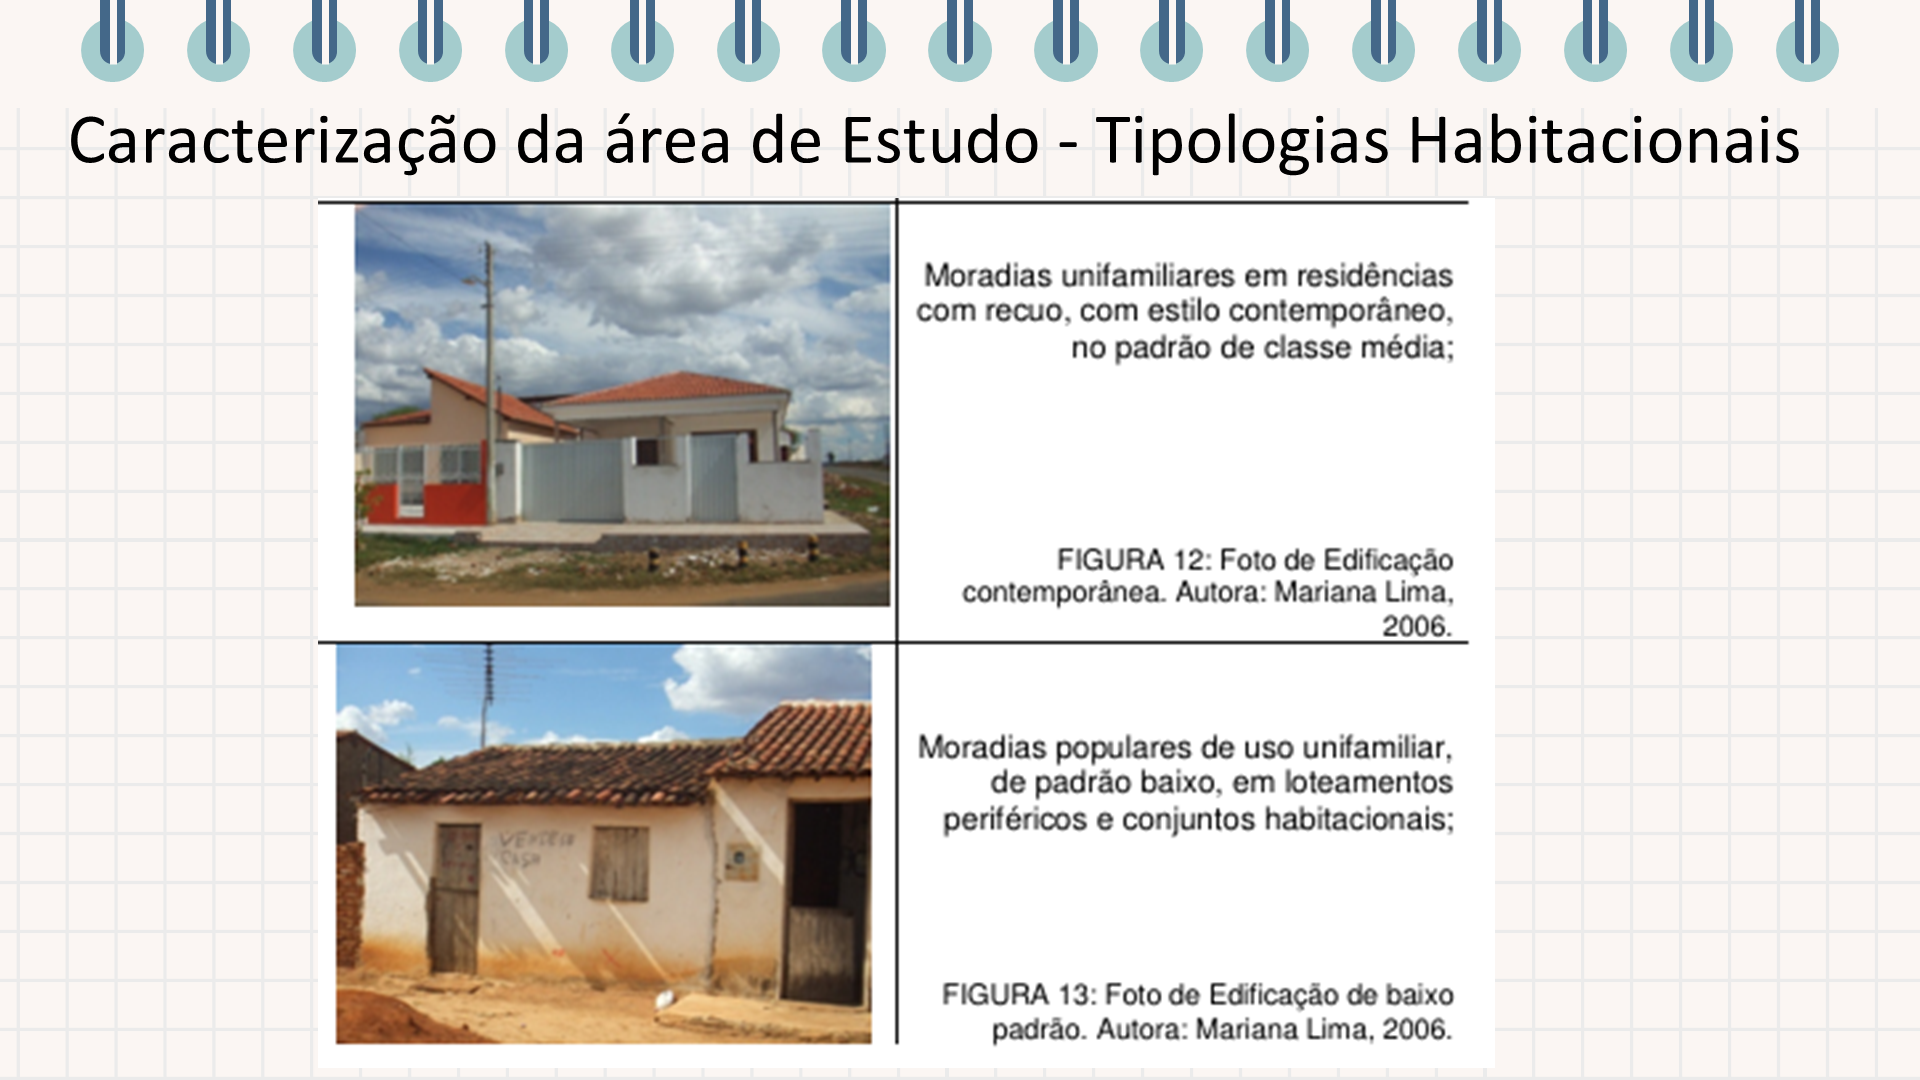 Caracterização da área de Estudo - Tipologias Habitacionais
Moradias unifamiliares em residências
com recuo, com estilo contemporâneo,
no padrão de classe média;
FIGURA 12: Foto de Edificação
contemporânea. Autora: Mariana Lima,
2006.
Moradias populares de uso unifamiliar,
de padrão baixo, em loteamentos
periféricos e conjuntos habitacionais;
FIGURA 13: Foto de Edificação de baixo
padrão. Autora: Mariana Lima, 2006.